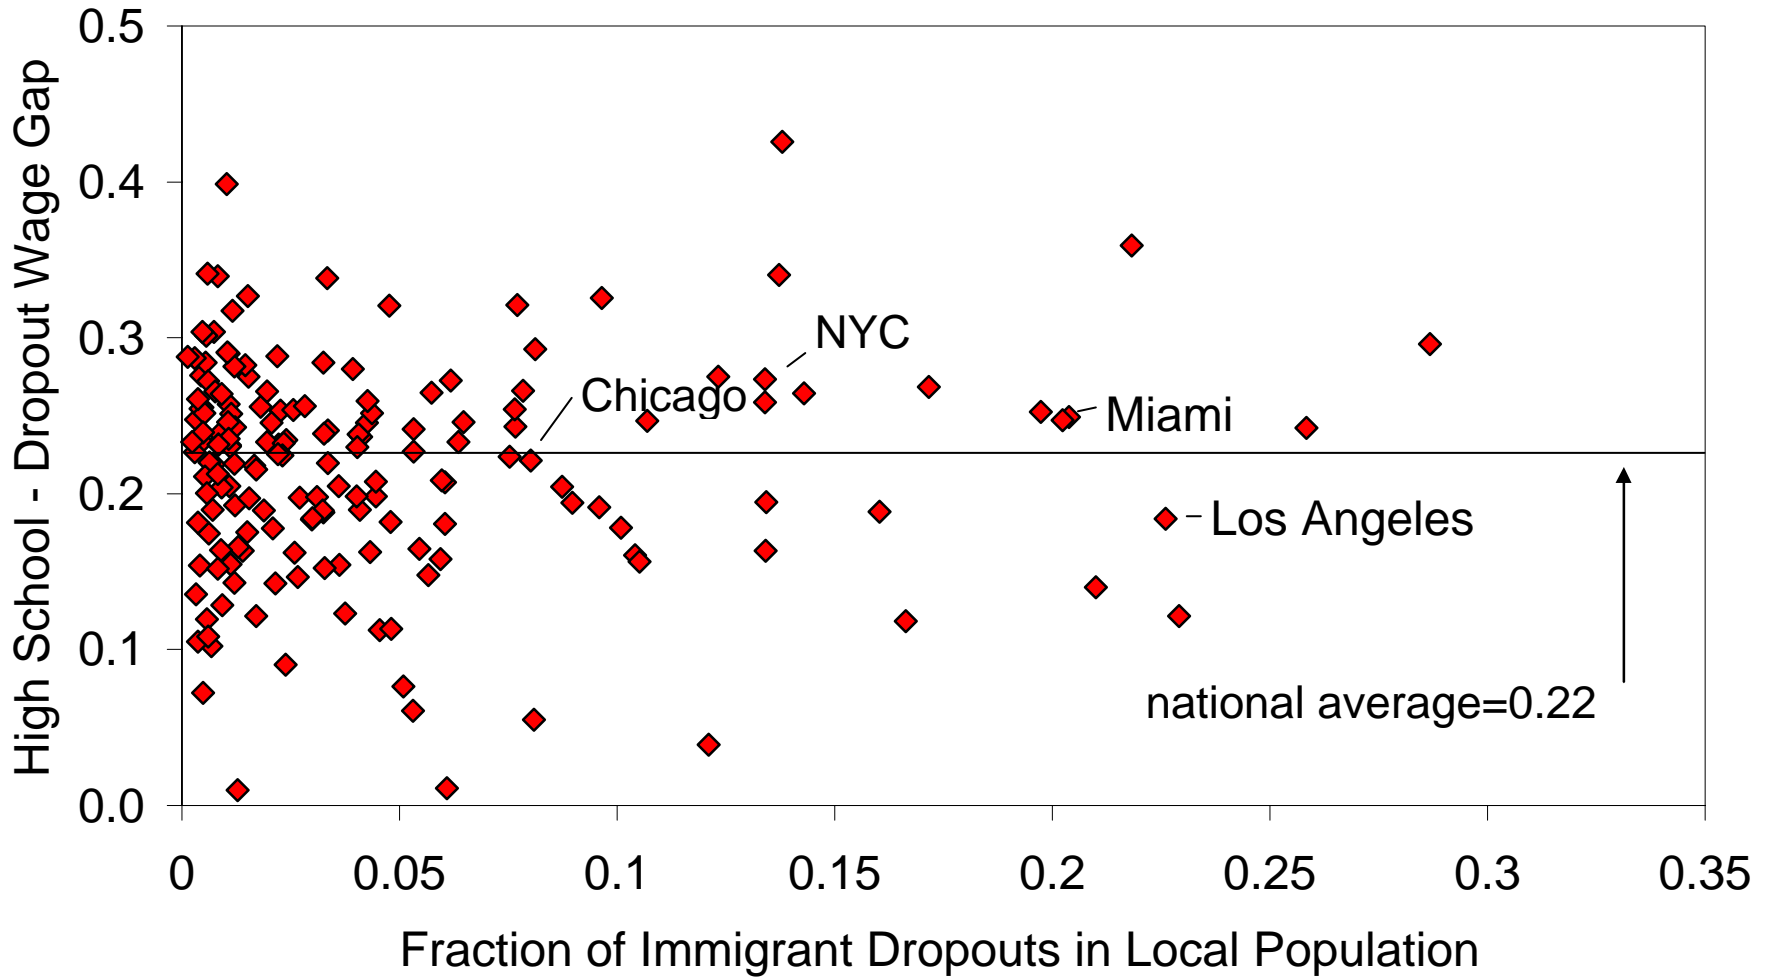 High School - Dropout Wage Gap
0.5
0.4
0.3
0.2
0.1
0.0
NYC
Chicago
Miami
Los Angeles
national average=0.22
0 0.05 0.1 0.15 0.2 0.25 0.3 0.35
Fraction of Immigrant Dropouts in Local Population